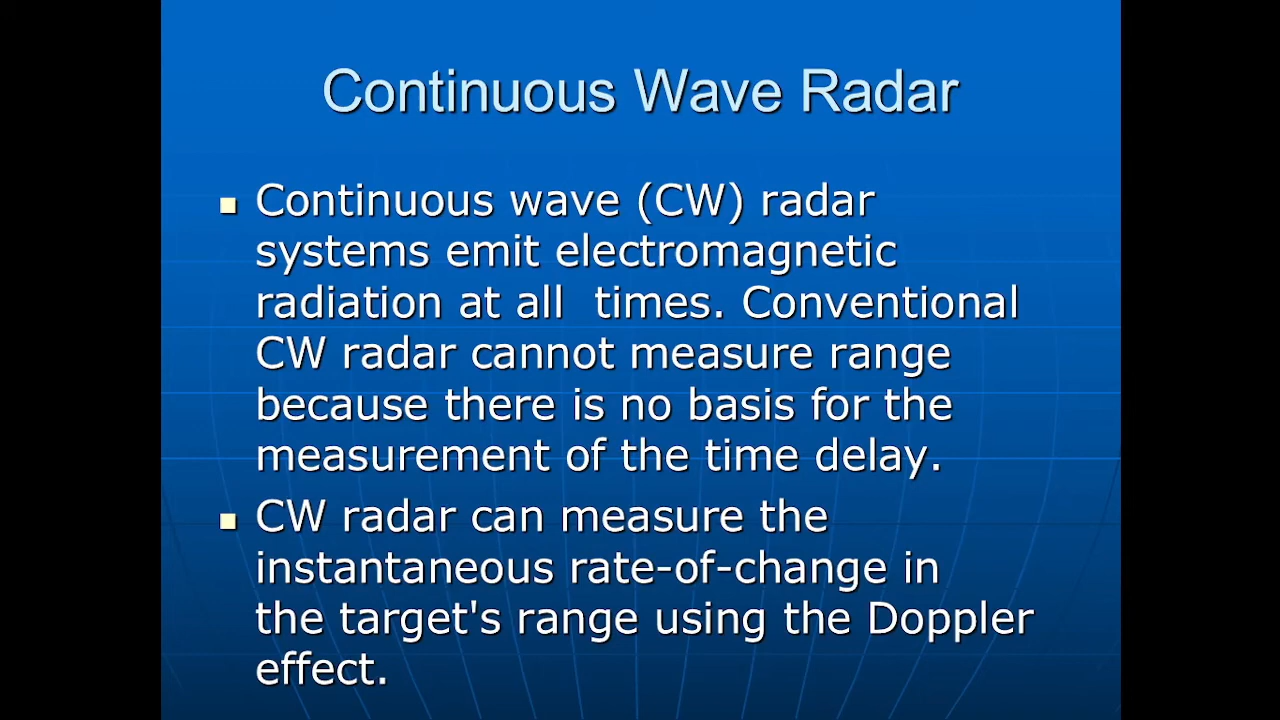 Continuous Wave Radar
Continuous wave (CW) radar
systems emit electromagnetic
radiation at all  times. Conventional
CW radar cannot measure range
because there is no basis for the
measurement of the time delay.
CW radar can measure the
instantaneous rate-of-change in
the target's range using the Doppler
effect.